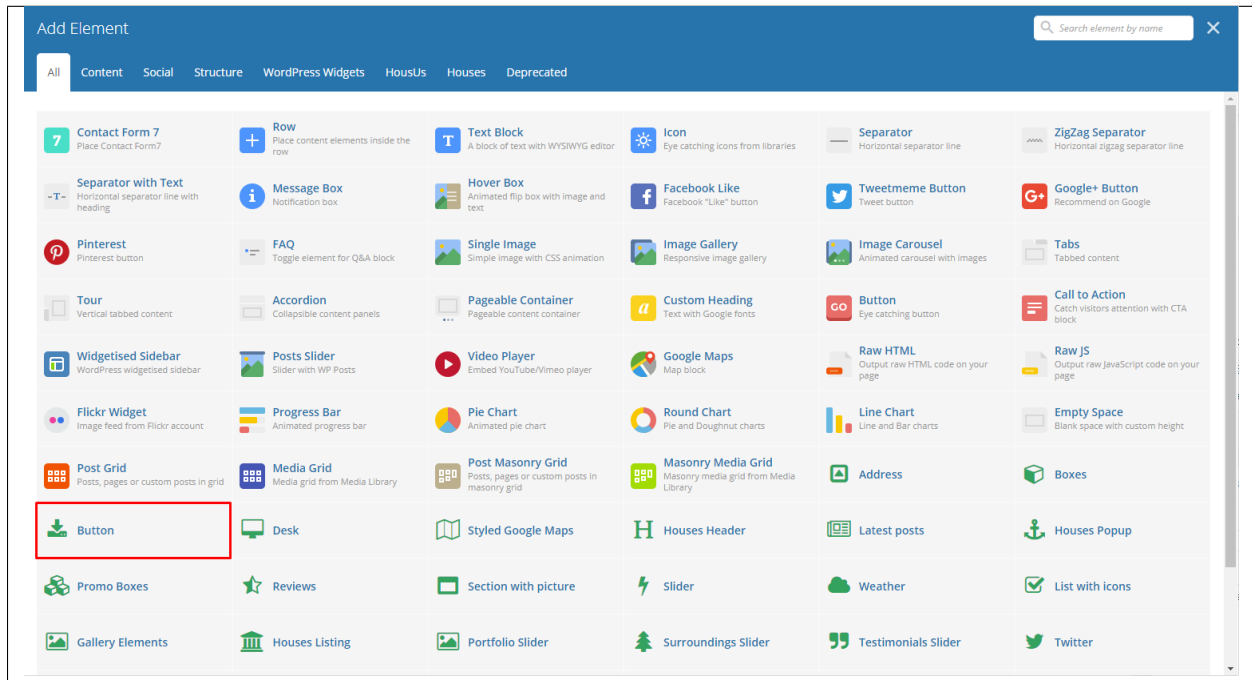 Add Element
Search element by name
All Content Social Structure WordPress Widgets HousUs Houses Deprecated
7
Contact Form 7
Place Contact Form7
Row
Place content elements inside the
row
T
Text Block
A block of text with WYSIWYG editor
Icon
Eye catching icons from libraries
Separator
Horizontal separator line
ZigZag Separator
Horizontal zigzag separator line
-T-
Separator with Text
Horizontal separator line with
heading
i
Message Box
Notification box
Hover Box
Animated flip box with image and
text
f
Facebook Like
Facebook "Like" button
Tweetmeme Button
Tweet button
G+
Google+ Button
Recommend on Google
Pinterest
Pinterest button
FAQ
Toggle element for Q&A block
Single Image
Simple image with CSS animation
Image Gallery
Responsive image gallery
Image Carousel
Animated carousel with images
Tabs
Tabbed content
Tour
Vertical tabbed content
Accordion
Collapsible content panels
Pageable Container
Pageable content container
a
Custom Heading
Text with Google fonts
GO
Button
Eye catching button
Call to Action
Catch visitors attention with CTA
block
Widgetised Sidebar
WordPress widgetised sidebar
Posts Slider
Slider with WP Posts
Video Player
Embed YouTube/Vimeo player
Google Maps
Map block
Raw HTML
Output raw HTML code on your
page
Raw JS
Output raw JavaScript code on your
page
Flickr Widget
Image feed from Flickr account
Progress Bar
Animated progress bar
Pie Chart
Animated pie chart
Round Chart
Pie and Doughnut charts
Line Chart
Line and Bar charts
Empty Space
Blank space with custom height
Post Grid
Posts, pages or custom posts in grid
Media Grid
Media grid from Media Library
Post Masonry Grid
Posts, pages or custom posts in
masonry grid
Masonry Media Grid
Masonry media grid from Media
Library
Address
Boxes
Button
Desk
Styled Google Maps
H
Houses Header
Latest posts
Houses Popup
Promo Boxes
Reviews
Section with picture
Slider
Weather
List with icons
Gallery Elements
Houses Listing
Portfolio Slider
Surroundings Slider
Testimonials Slider
Twitter